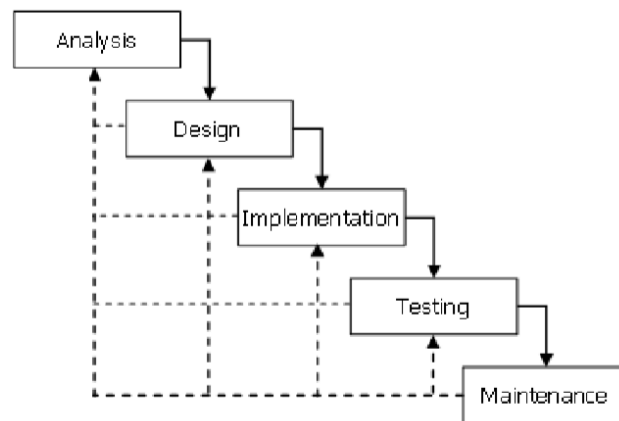 Analysis
Design
Implementation
Testing
Maintenance